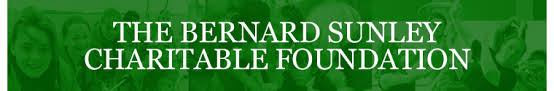 THE BERNARD SUNLEY
CHARITABLE FOUNDATION